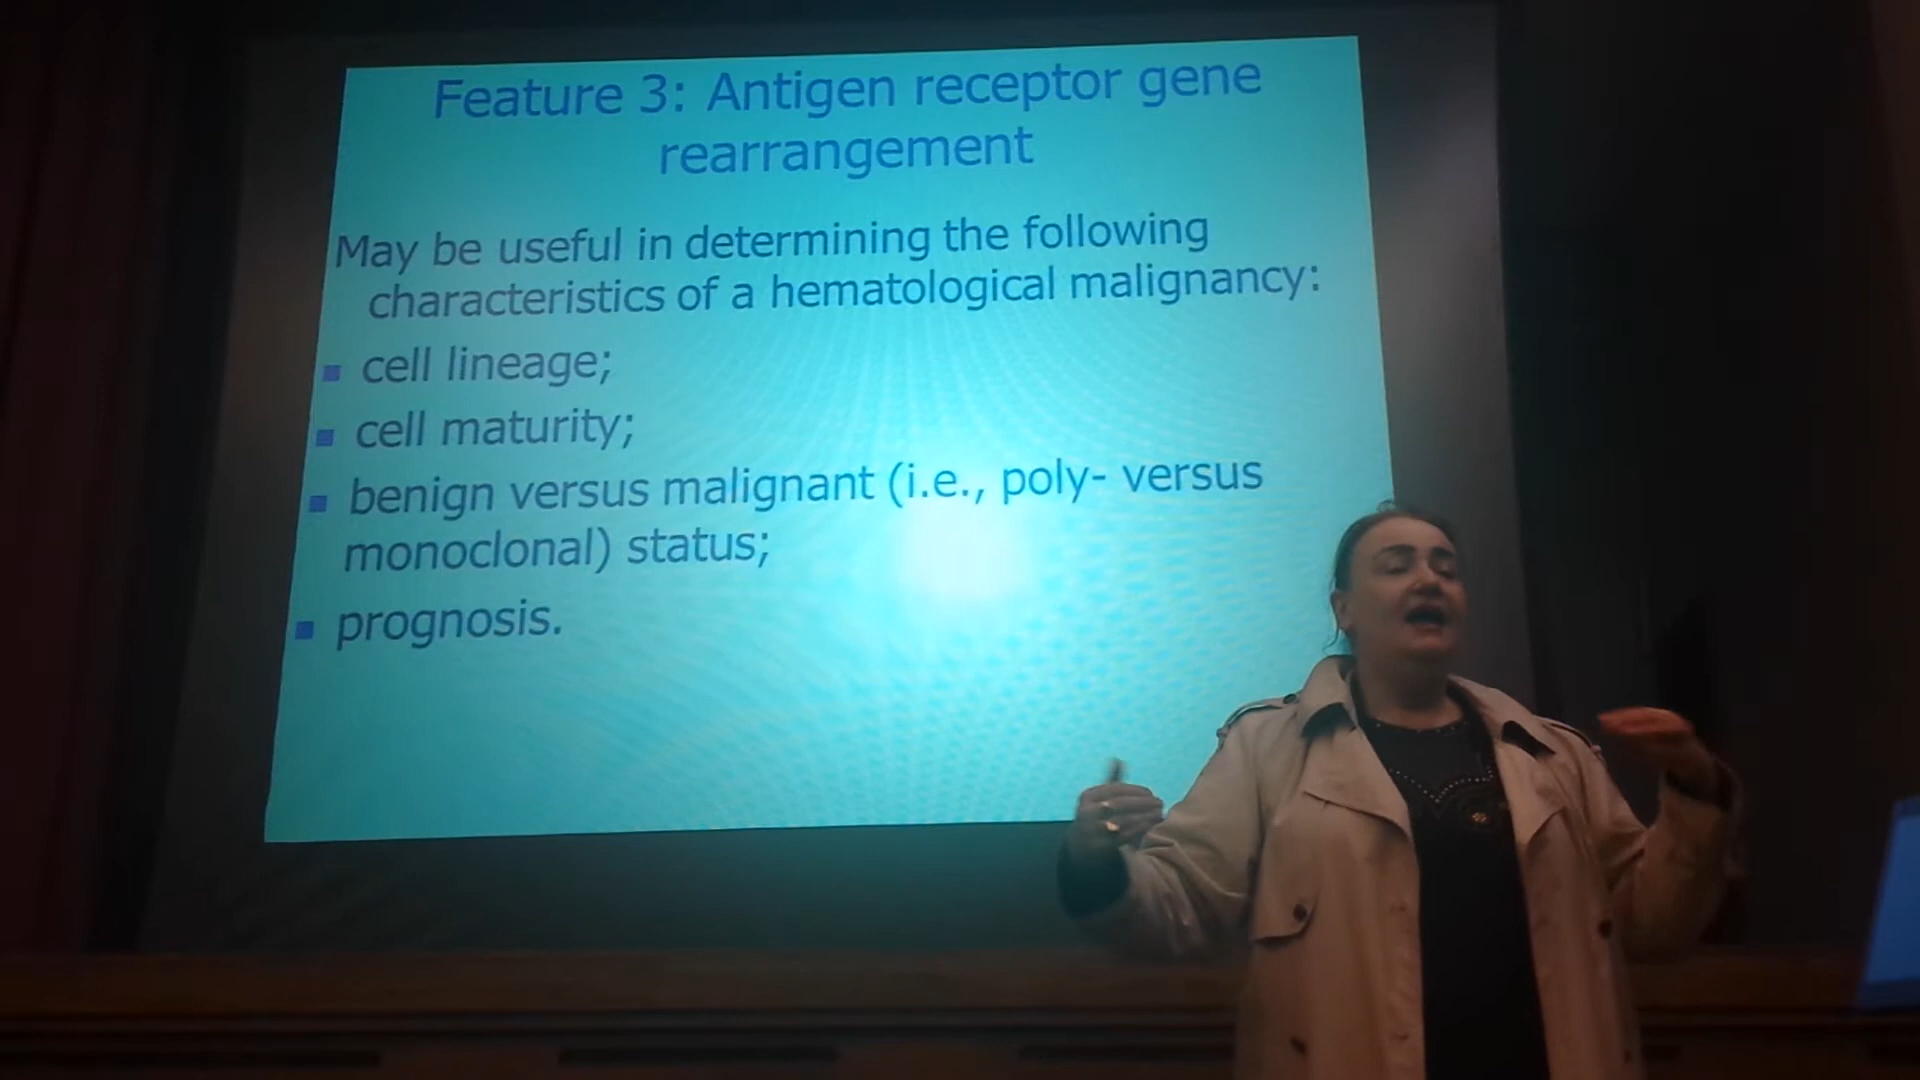 Feature 3: Antigen receptor gene
rearrangement
May be useful in determining the following
characteristics of a hematological malignancy:
cell lineage;
cell maturity;
benign versus malignant (i.e., poly- versus
monoclonal) status;
prognosis.